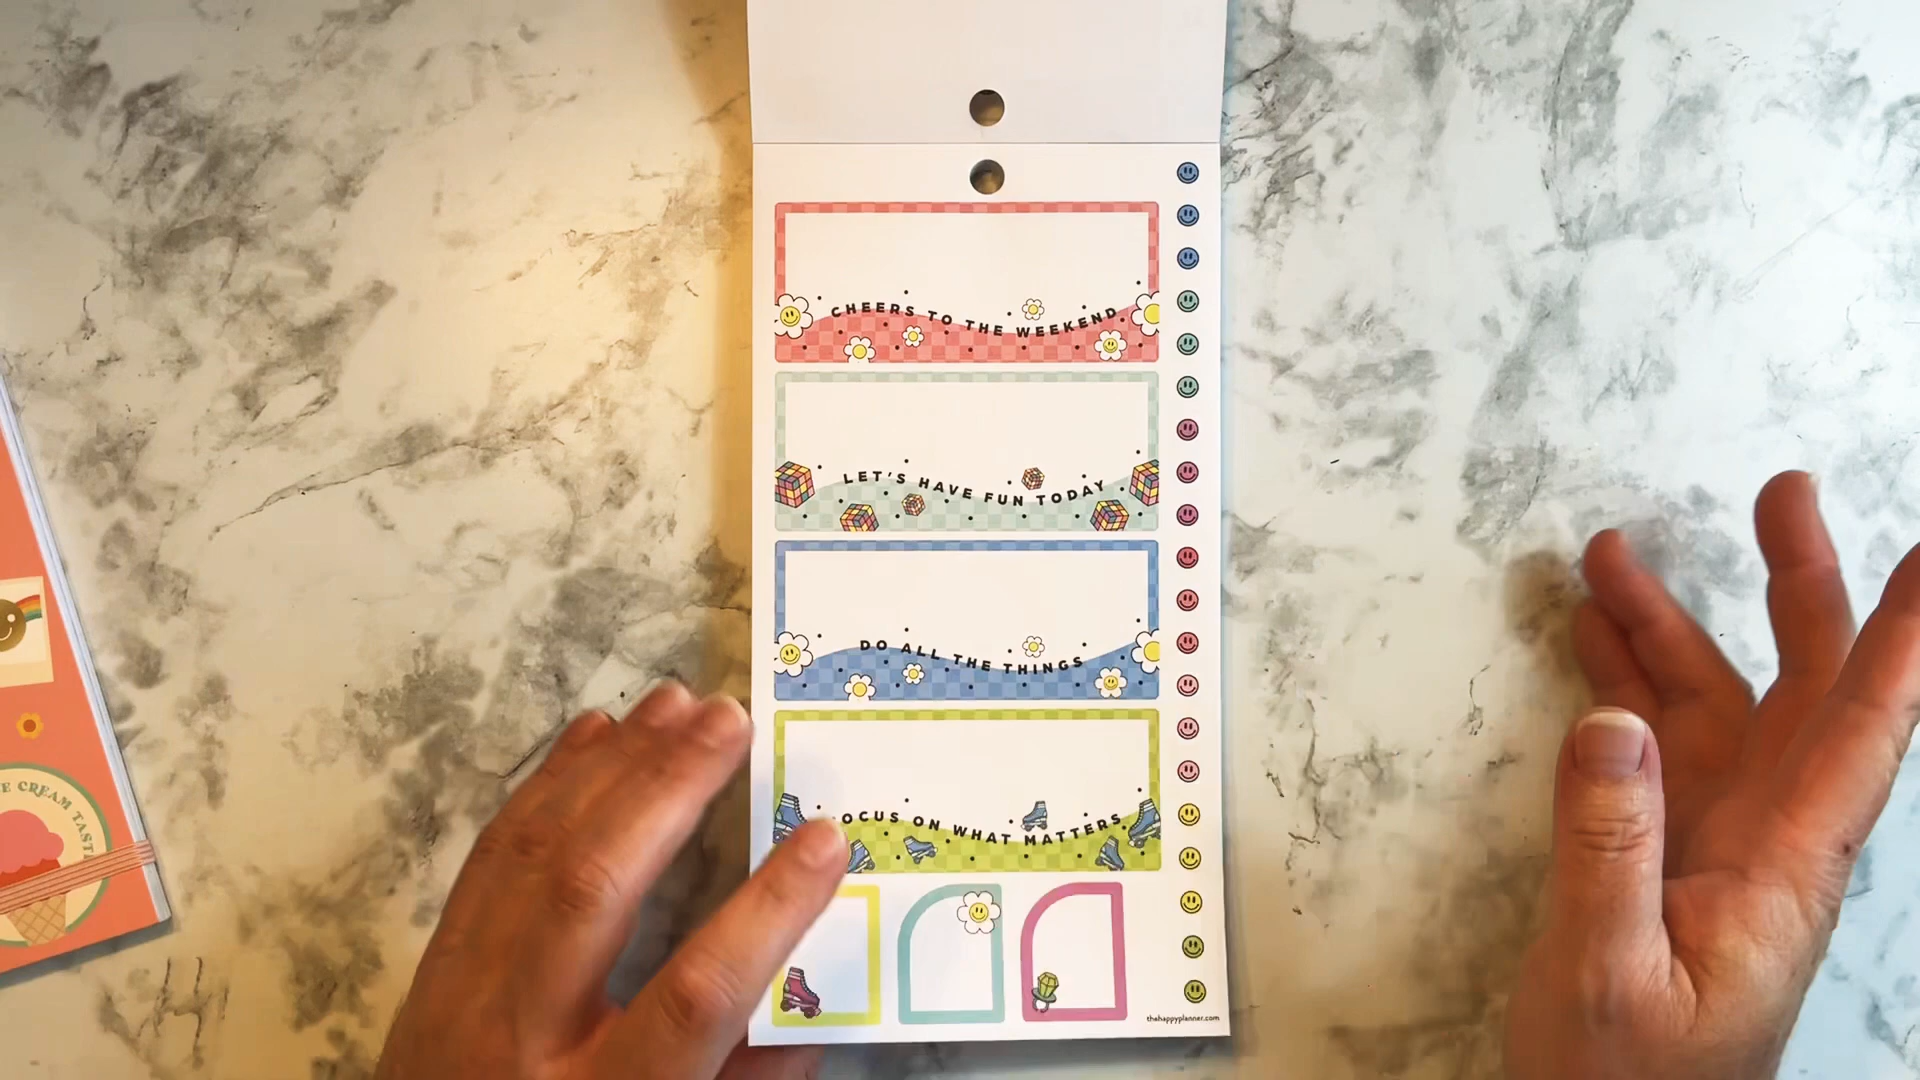 CHEERS TO THE WEEKEND
LET'S HAVE FUN TODAY
DO ALL THE THINGS
OCUS ON WHAT MATTERS
thehappyplanner.com
E CREAM TAST